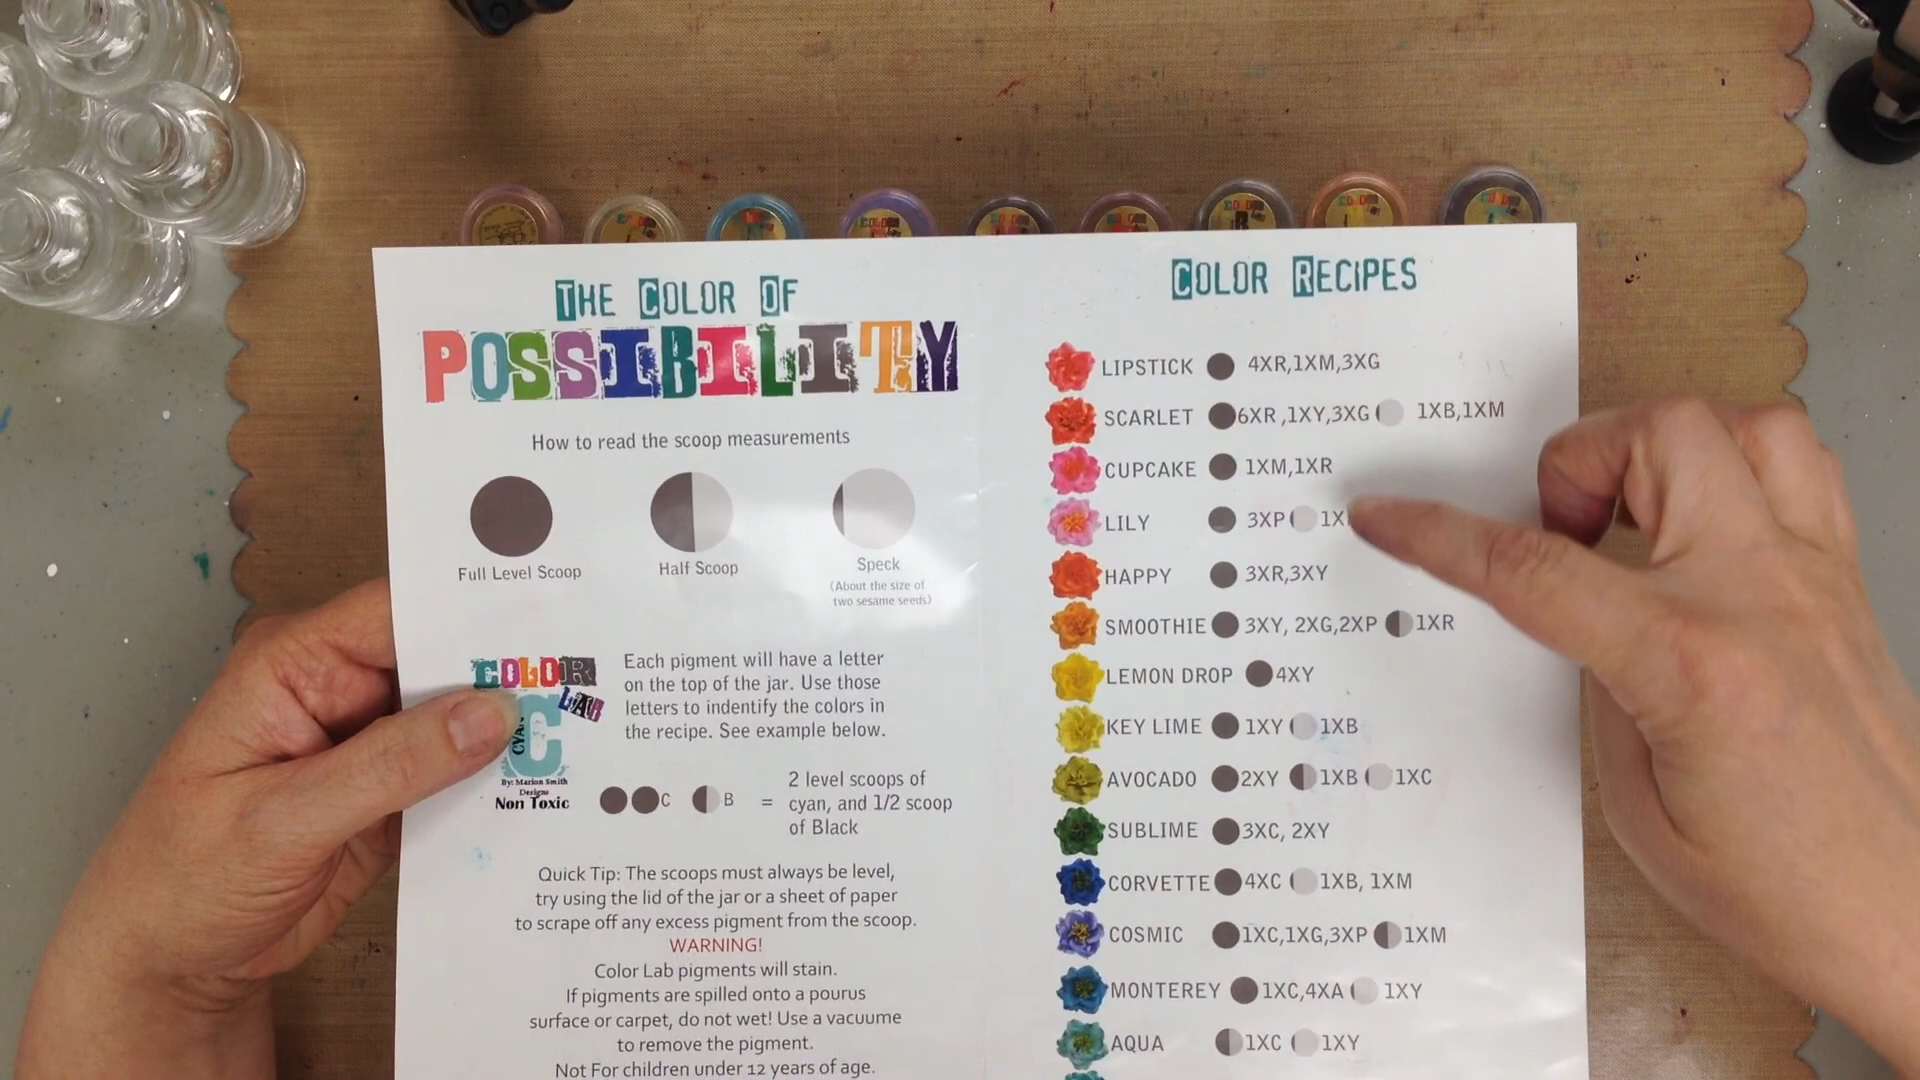 THE COLOR OF
POSSIBILITY
How to read the scoop measurements
Full Level Scoop
Half Scoop
Speck
(About the size of
two sesame seeds)
COLOR
LAB
CYAN
C
By: Marion Smith
Designs
Non Toxic
Each pigment will have a letter
on the top of the jar. Use those
letters to indentify the colors in
the recipe. See example below.
C B = 2 level scoops of
cyan, and 1/2 scoop
of Black
Quick Tip: The scoops must always be level,
try using the lid of the jar or a sheet of paper
to scrape off any excess pigment from the scoop.
WARNING!
Color Lab pigments will stain.
If pigments are spilled onto a pourus
surface or carpet, do not wet! Use a vacuume
to remove the pigment.
Not For children under 12 years of age.
COLOR RECIPES
LIPSTICK 4XR,1XM,3XG
SCARLET 6XR ,1XY,3XG 1XB,1XM
CUPCAKE 1XM,1XR
LILY 3XP
HAPPY 3XR,3XY
SMOOTHIE 3XY, 2XG,2XP 1XR
LEMON DROP 4XY
KEY LIME 1XY 1XB
AVOCADO 2XY 1XB 1XC
SUBLIME 3XC, 2XY
CORVETTE 4XC 1XB, 1XM
COSMIC 1XC,1XG,3XP 1XM
MONTEREY 1XC,4XA 1XY
AQUA 1XC 1XY